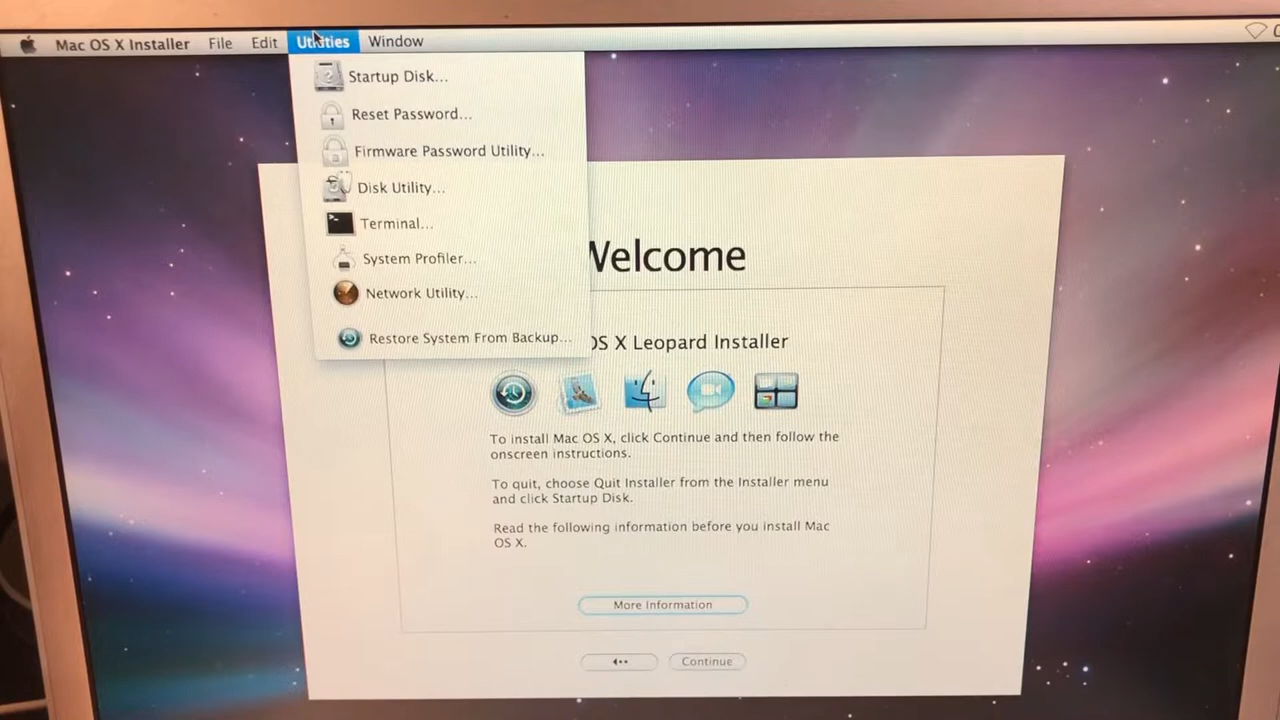 Mac OS X Installer File Edit Utilities Window
Startup Disk...
Reset Password...
Firmware Password Utility...
Disk Utility...
Terminal...
System Profiler...
Network Utility...
Restore System From Backup...
Welcome
OS X Leopard Installer
To install Mac OS X, click Continue and then follow the
onscreen instructions.
To quit, choose Quit Installer from the Installer menu
and click Startup Disk.
Read the following information before you install Mac
OS X.
More Information
Continue